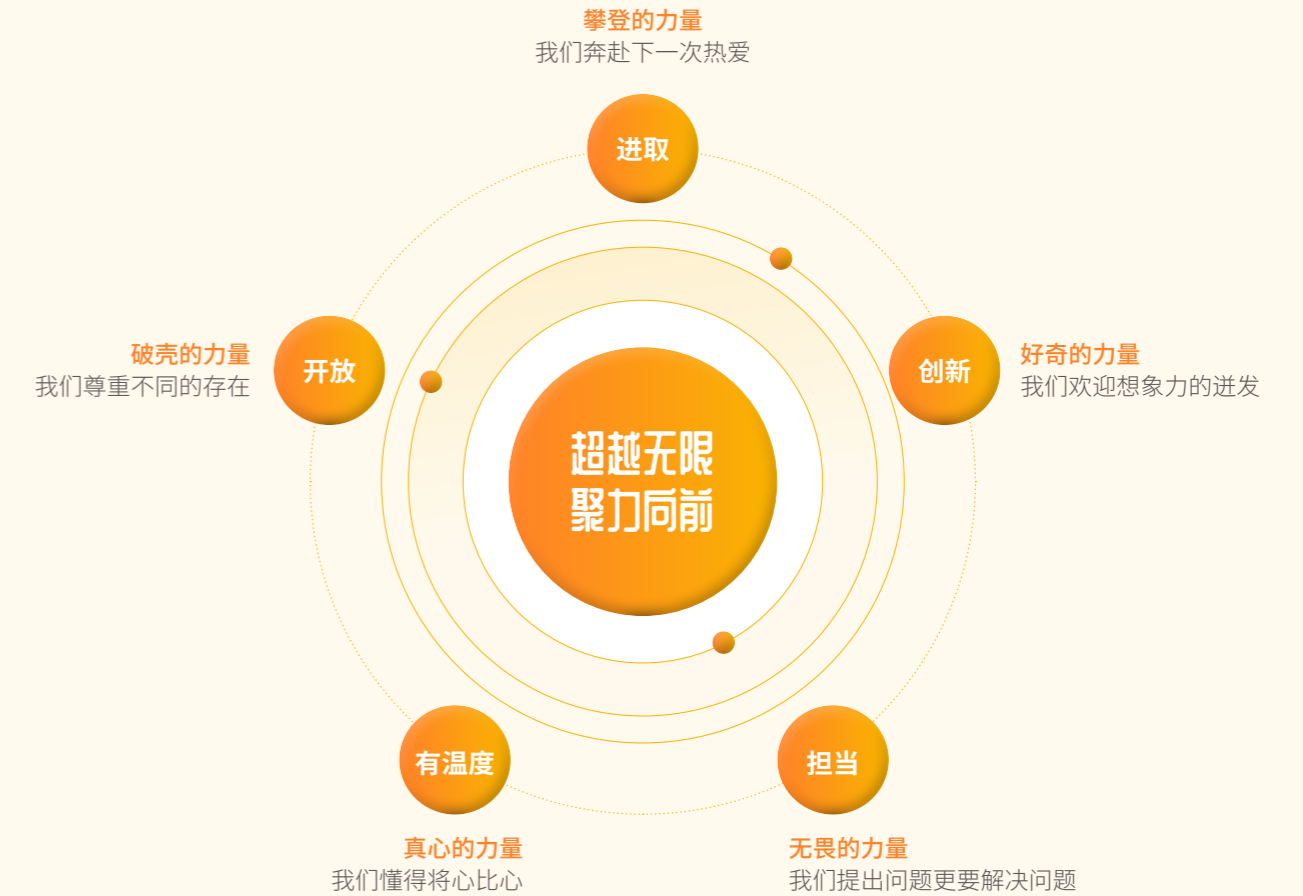 攀登的力量
我们奔赴下一次热爱
进取
破壳的力量
我们尊重不同的存在
开放
创新
好奇的力量
我们欢迎想象力的迸发
超越无限
聚力向前
有温度
真心的力量
我们懂得将心比心
担当
无畏的力量
我们提出问题更要解决问题